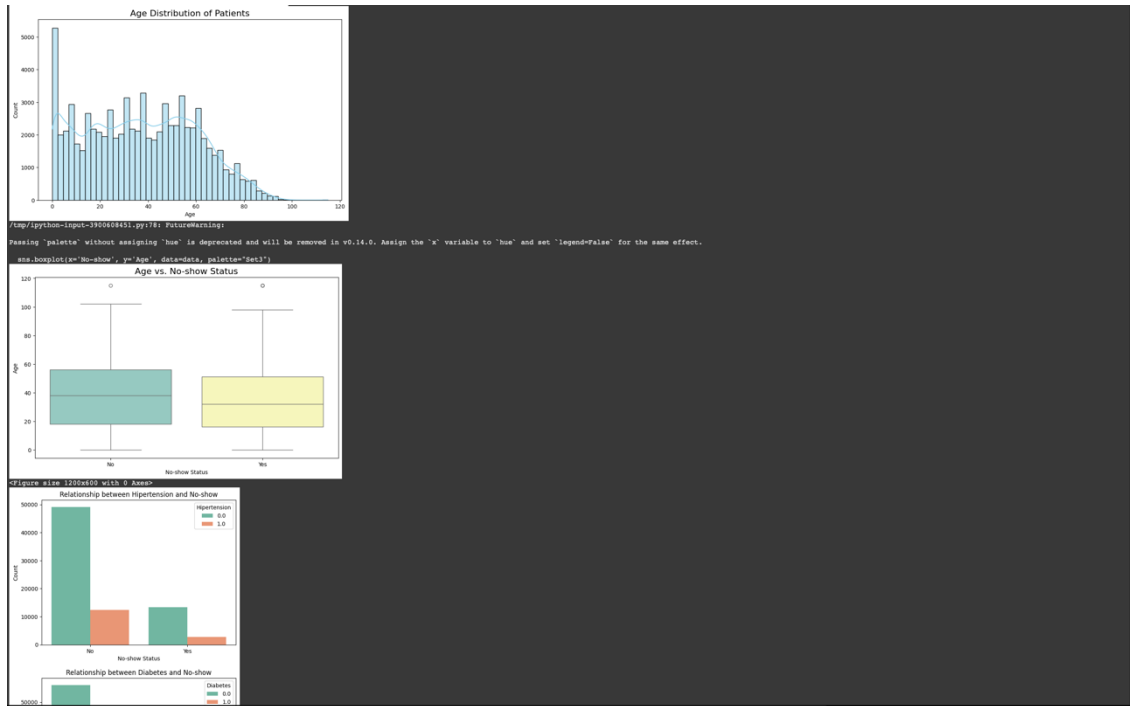 Age Distribution of Patients
5000
4000
3000
2000
1000
0
Count
0 20 40 60 80 100 120
Age
/tmp/ipython-input-3900608451.py:78: FutureWarning:
Passing `palette` without assigning `hue` is deprecated and will be removed in v0.14.0. Assign the `x` variable to `hue` and set `legend=False` for the same effect.
sns.boxplot(x='No-show', y='Age', data=data, palette="Set3")
Age vs. No-show Status
120
100
80
60
40
20
0
Age
No Yes
No-show Status
<Figure size 1200x600 with 0 Axes>
Relationship between Hipertension and No-show
50000
40000
30000
20000
10000
0
Count
Hipertension
0.0
1.0
No Yes
No-show Status
Relationship between Diabetes and No-show
50000
Diabetes
0.0
1.0